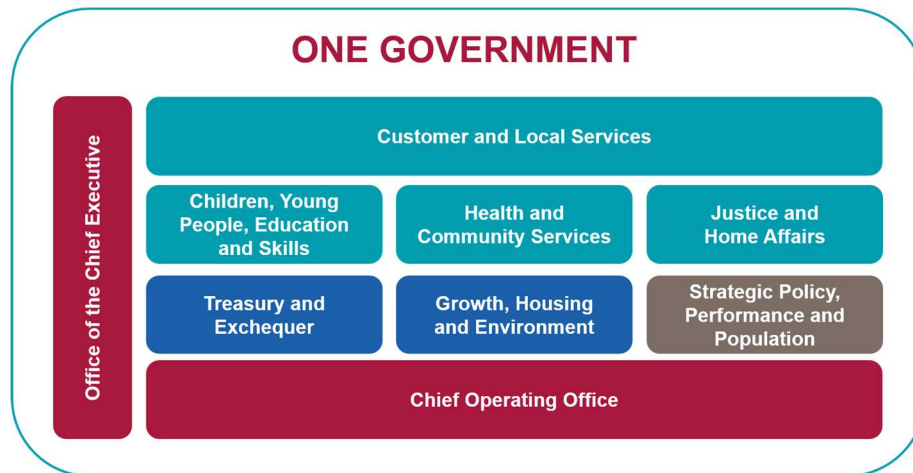 ONE GOVERNMENT
Office of the Chief Executive
Customer and Local Services
Children, Young
People, Education
and Skills
Health and
Community Services
Justice and
Home Affairs
Treasury and
Exchequer
Growth, Housing
and Environment
Strategic Policy,
Performance and
Population
Chief Operating Office